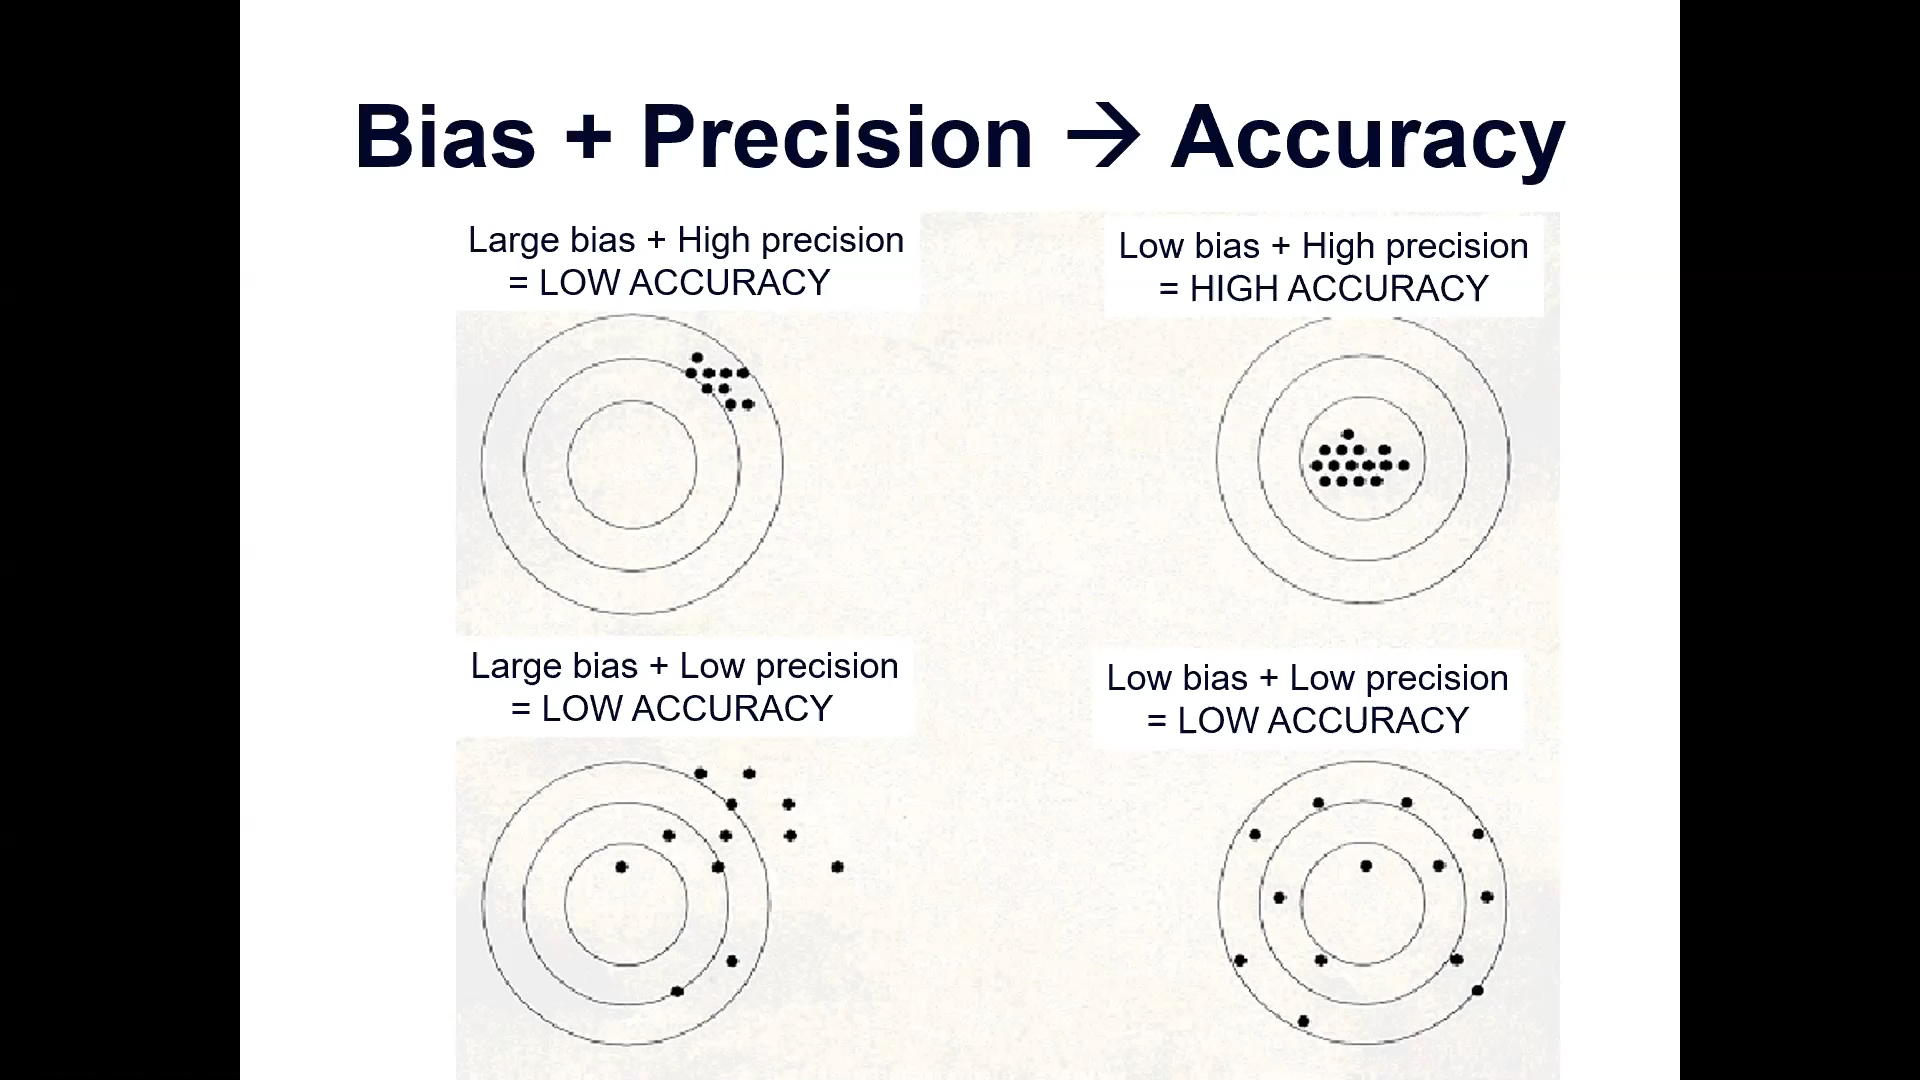 Bias + Precision → Accuracy
Large bias + High precision
= LOW ACCURACY
Low bias + High precision
= HIGH ACCURACY
Large bias + Low precision
= LOW ACCURACY
Low bias + Low precision
= LOW ACCURACY